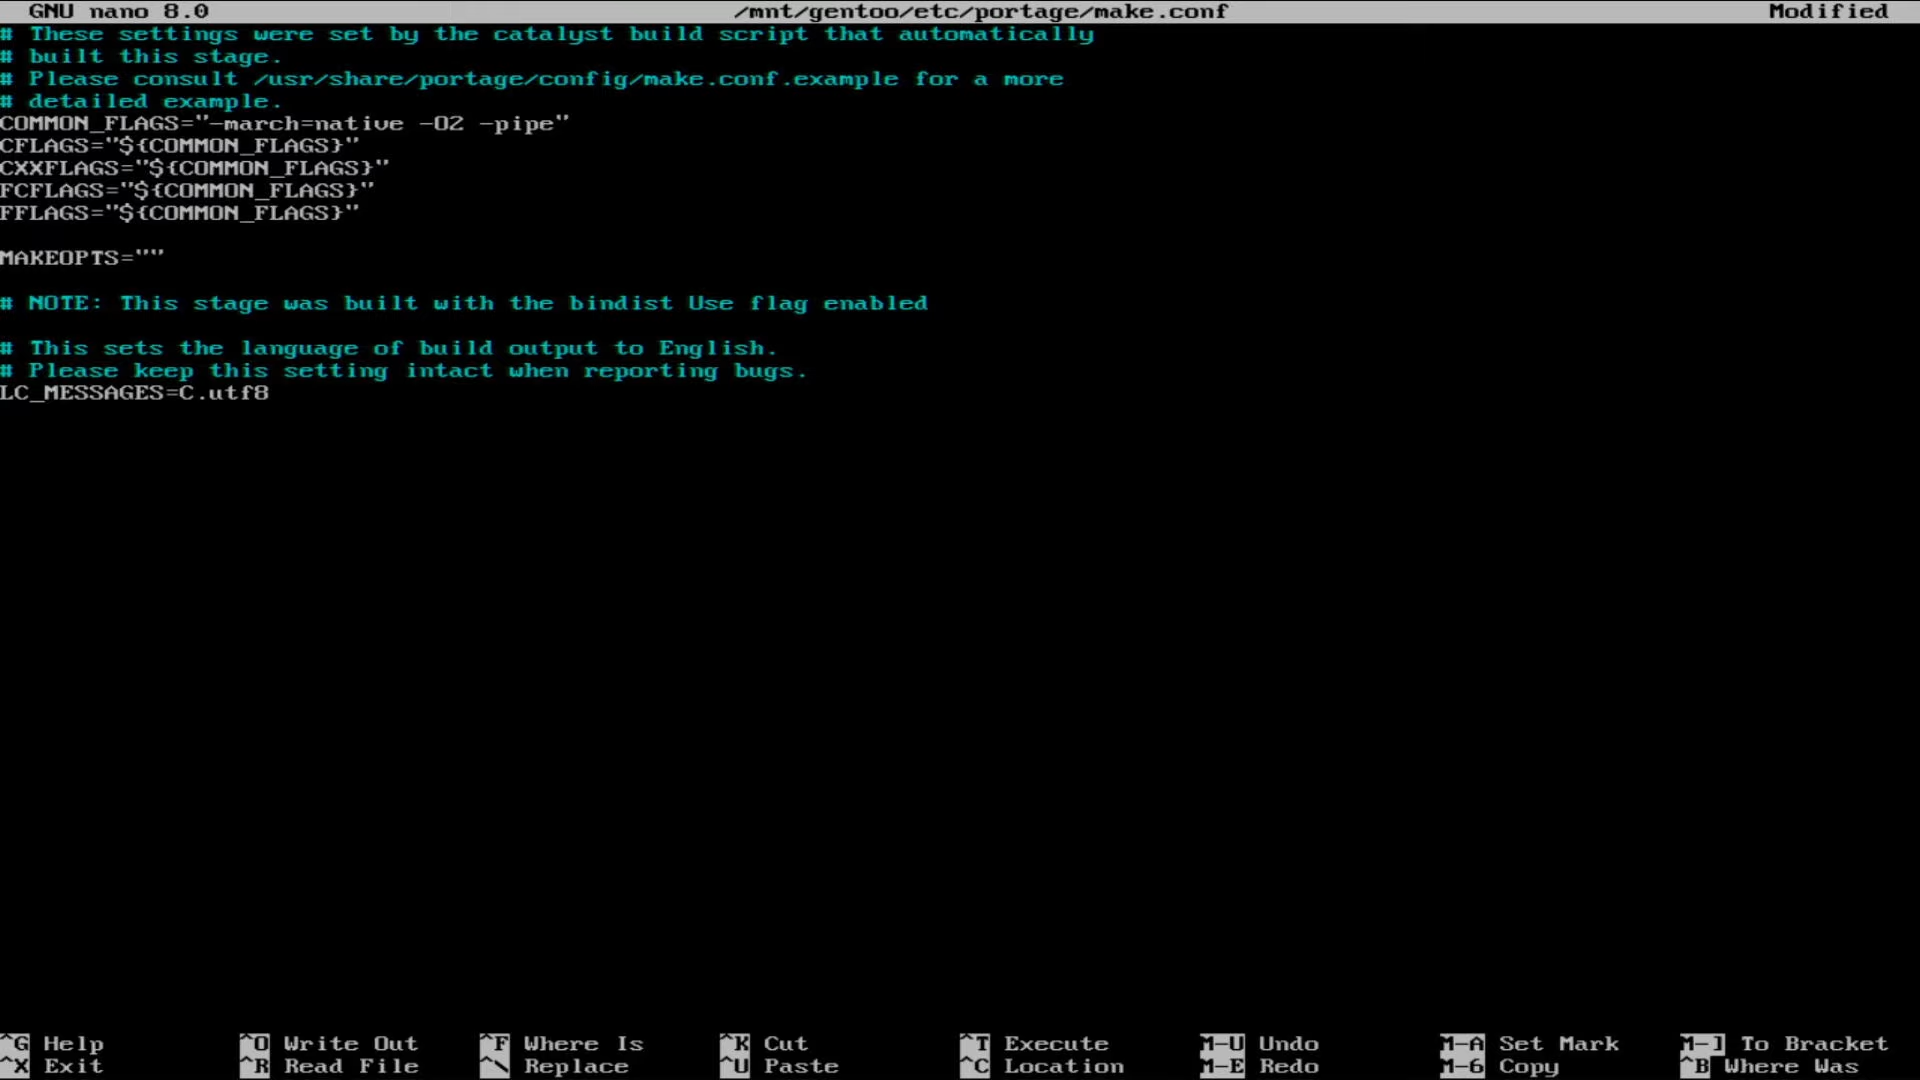 GNU nano 8.0 /mnt/gentoo/etc/portage/make.conf Modified
# These settings were set by the catalyst build script that automatically
# built this stage.
# Please consult /usr/share/portage/config/make.conf.example for a more
# detailed example.
COMMON_FLAGS="-march=native -O2 -pipe"
CFLAGS="${COMMON_FLAGS}"
CXXFLAGS="${COMMON_FLAGS}"
FCFLAGS="${COMMON_FLAGS}"
FFLAGS="${COMMON_FLAGS}"
MAKEOPTS=""
# NOTE: This stage was built with the bindist Use flag enabled
# This sets the language of build output to English.
# Please keep this setting intact when reporting bugs.
LC_MESSAGES=C.utf8
^G Help ^O Write Out ^F Where Is ^K Cut ^T Execute M-U Undo M-A Set Mark M-] To Bracket
^X Exit ^R Read File ^\ Replace ^U Paste ^C Location M-E Redo M-6 Copy ^B Where Was